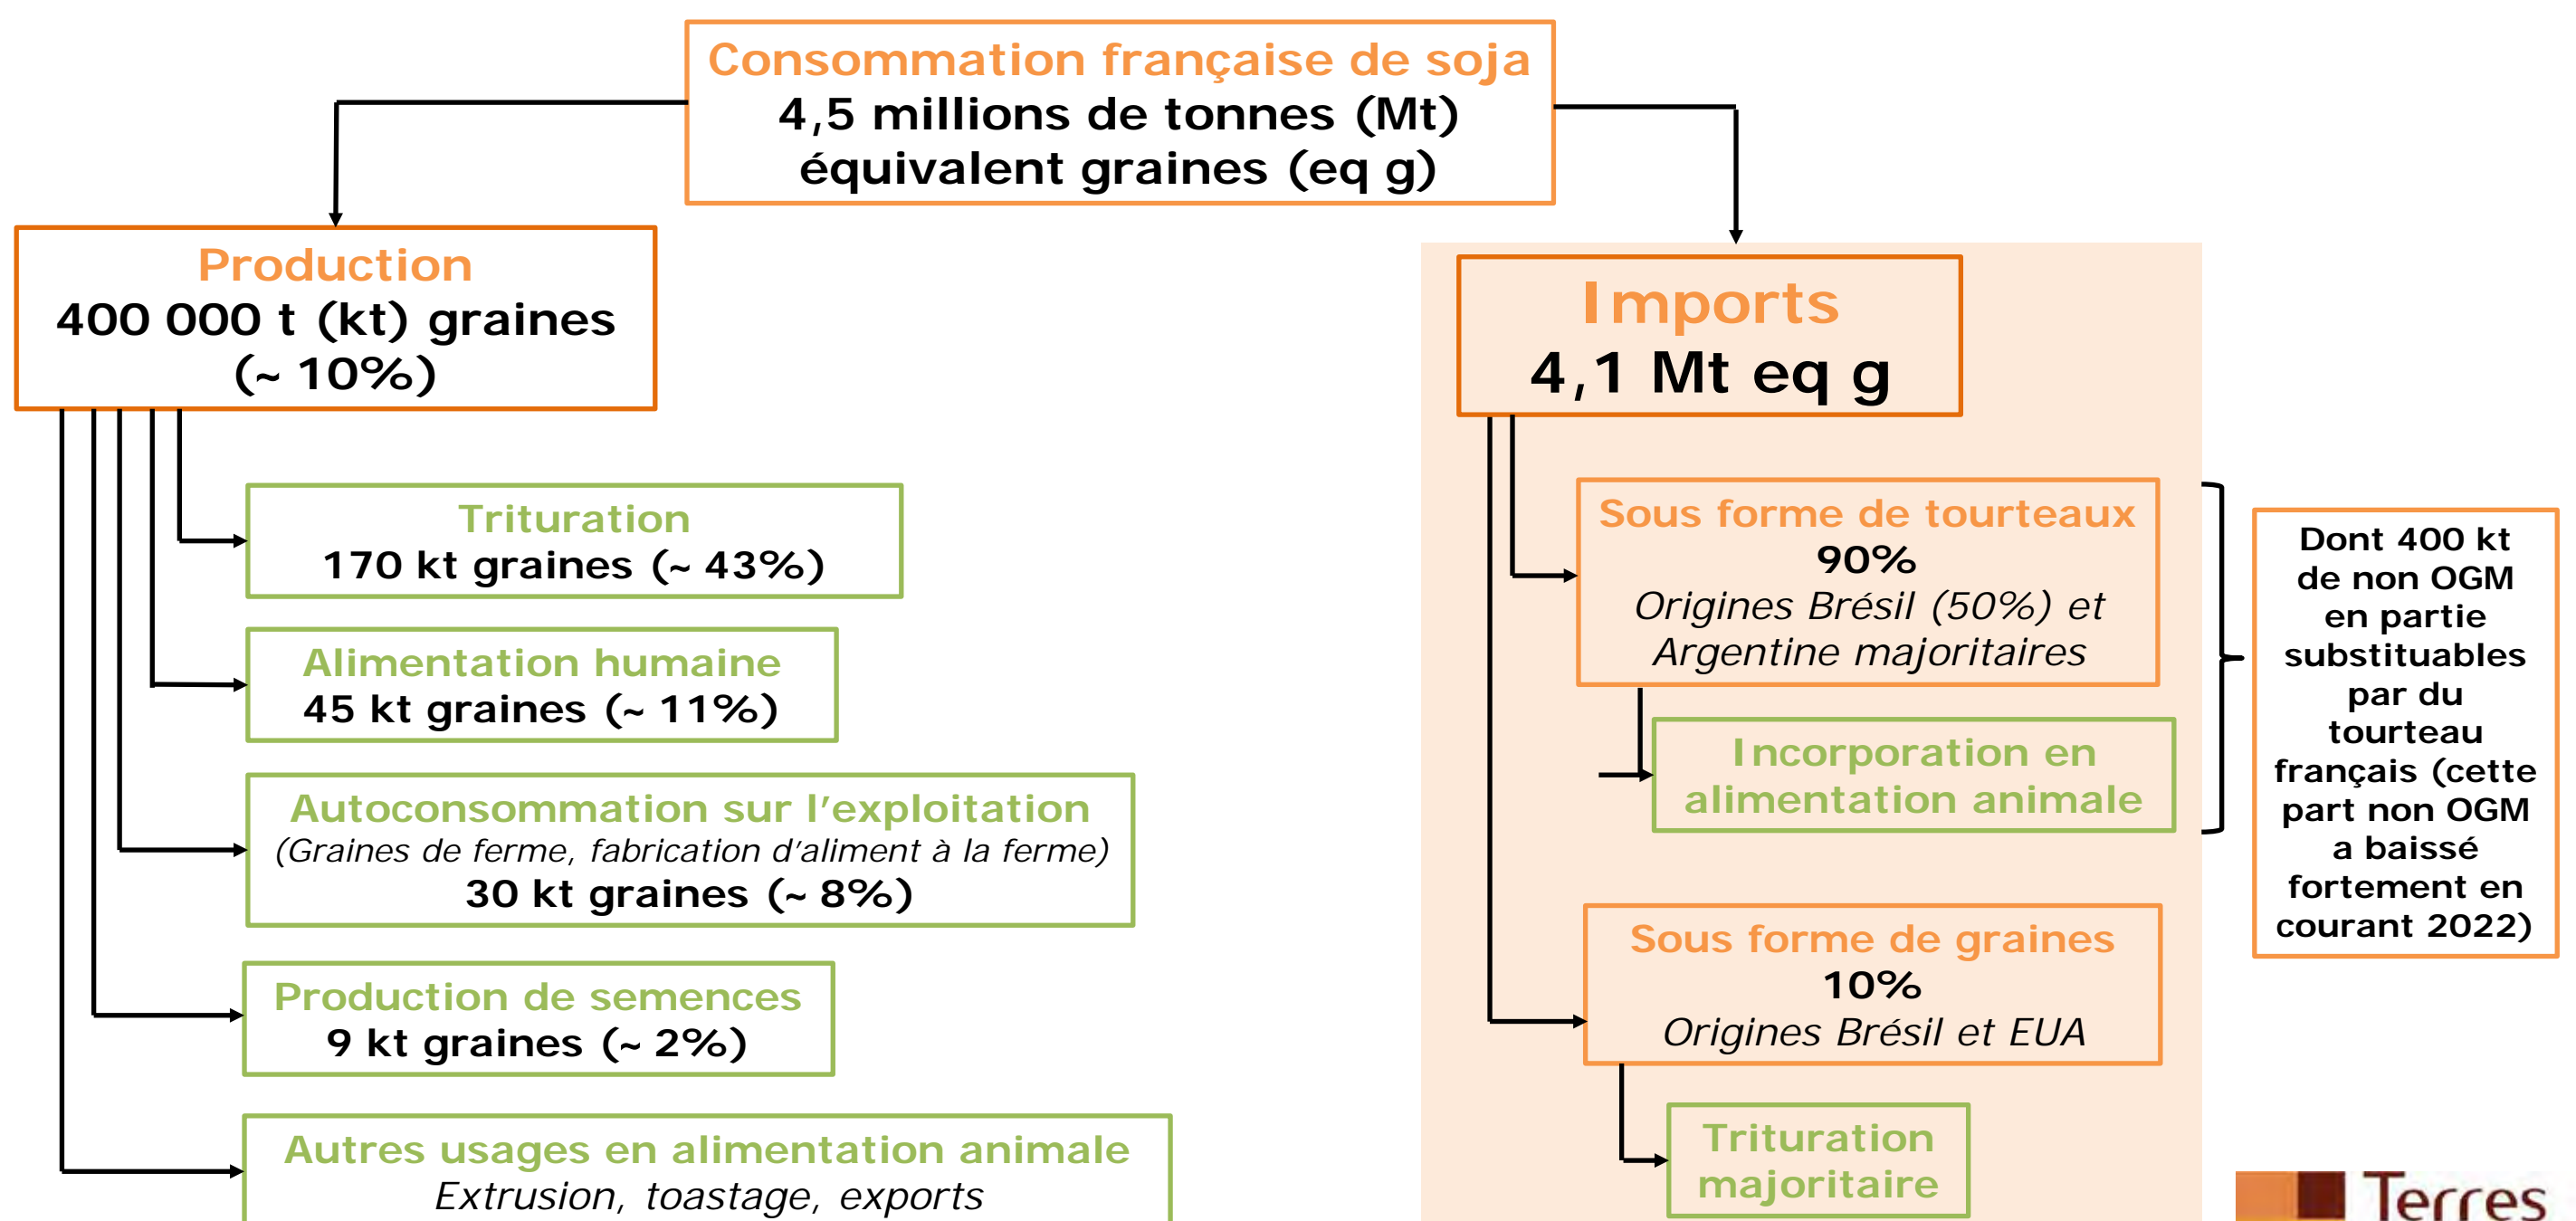 Consommation française de soja
4,5 millions de tonnes (Mt)
équivalent graines (eq g)
Production
400 000 t (kt) graines
(~ 10%)
Trituration
170 kt graines (~ 43%)
Alimentation humaine
45 kt graines (~ 11%)
Autoconsommation sur l’exploitation
(Graines de ferme, fabrication d’aliment à la ferme)
30 kt graines (~ 8%)
Production de semences
9 kt graines (~ 2%)
Autres usages en alimentation animale
Extrusion, toastage, exports
Imports
4,1 Mt eq g
Sous forme de tourteaux
90%
Origines Brésil (50%) et
Argentine majoritaires
Incorporation en
alimentation animale
Sous forme de graines
10%
Origines Brésil et EUA
Trituration
majoritaire
Dont 400 kt
de non OGM
en partie
substituables
par du
tourteau
français (cette
part non OGM
a baissé
fortement en
courant 2022)
Terres